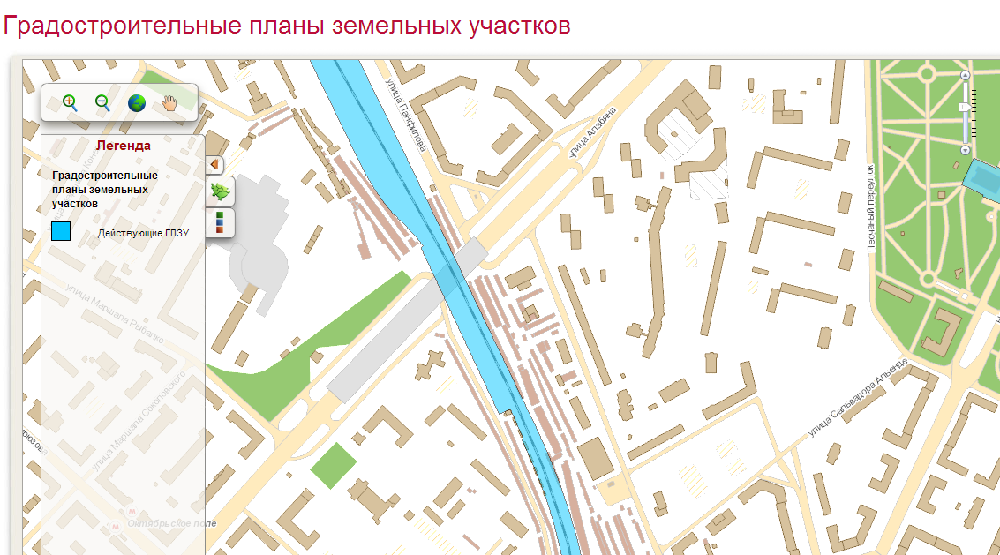 Градостроительные планы земельных участков
Легенда
Градостроительные
планы земельных
участков
Действующие ГПЗУ
улица Панфилова
улица Алабяна
Песчаный переулок
улица Маршала Рыбалко
улица Маршала Соколовского
улица Сальвадора Альенде
Октябрьское поле